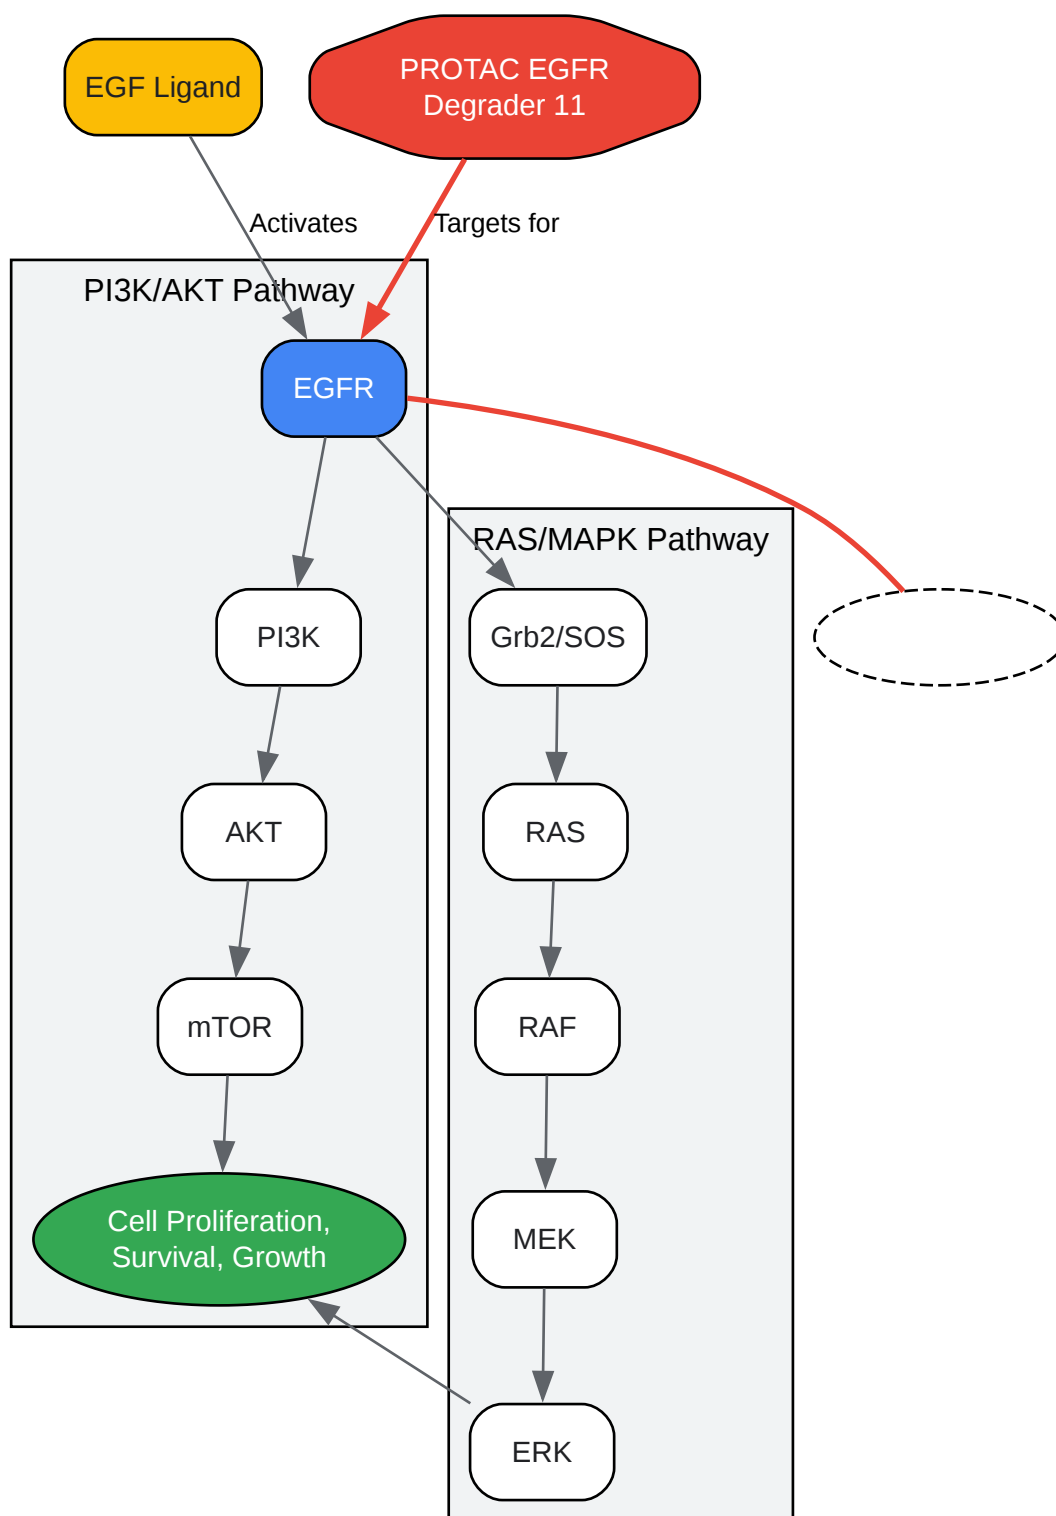 EGF Ligand
PROTAC EGFR
Degrader 11
Activates
Targets for
PI3K/AKT Pathway
EGFR
RAS/MAPK Pathway
PI3K
Grb2/SOS
AKT
RAS
mTOR
RAF
Cell Proliferation,
Survival, Growth
MEK
ERK